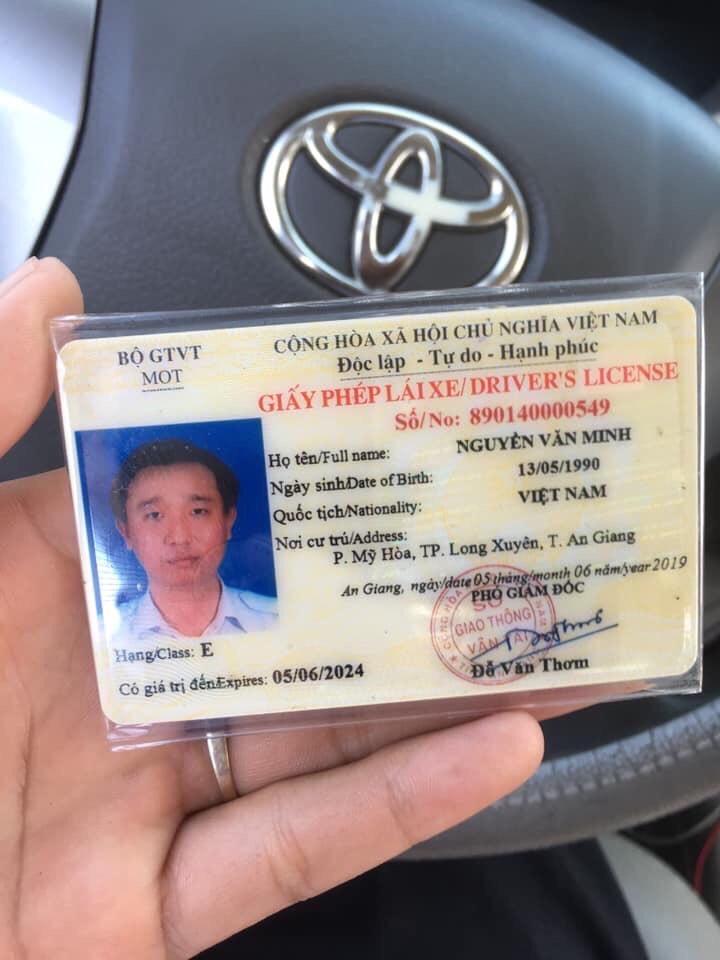 BỘ GTVT
MOT
CỘNG HÒA XÃ HỘI CHỦ NGHĨA VIỆT NAM
Độc lập - Tự do - Hạnh phúc
GIẤY PHÉP LÁI XE/ DRIVER'S LICENSE
Số/No: 890140000549
Họ tên/Full name: NGUYỄN VĂN MINH
Ngày sinh/Date of Birth: 13/05/1990
Quốc tịch/Nationality: VIỆT NAM
Nơi cư trú/Address:
P. Mỹ Hòa, TP. Long Xuyên, T. An Giang
An Giang, ngày/date 05 tháng/month 06 năm/year 2019
PHÓ GIÁM ĐỐC
SỞ
GIAO THÔNG
VẬN TẢI
Đỗ Văn Thơm
Hạng/Class: E
Có giá trị đến/Expires: 05/06/2024